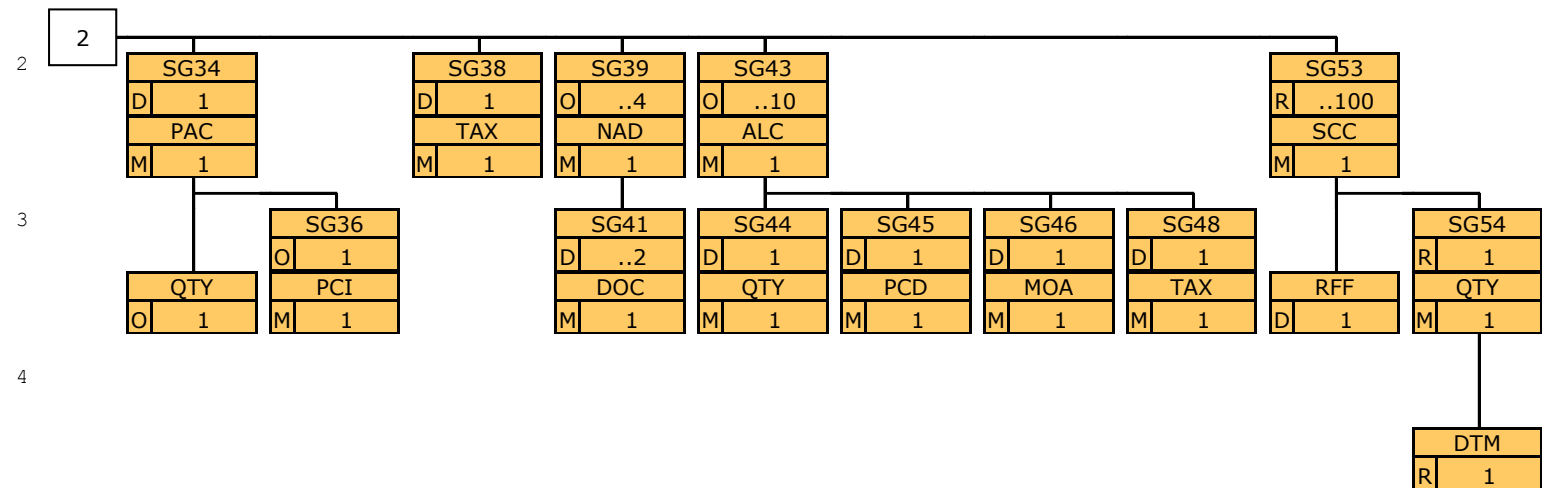 2
2 SG34 SG38 SG39 SG43 SG53
D 1 D 1 O ..4 O ..10 R ..100
PAC TAX NAD ALC SCC
M 1 M 1 M 1 M 1 M 1
3 SG36 SG41 SG44 SG45 SG46 SG48 SG54
O 1 D ..2 D 1 D 1 D 1 D 1 R 1
QTY PCI DOC QTY PCD MOA TAX RFF QTY
O 1 M 1 M 1 M 1 M 1 M 1 M 1 D 1 M 1
4
DTM
R 1